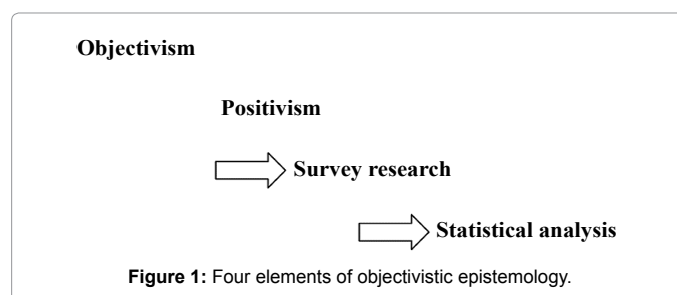 Objectivism
Positivism
Survey research
Statistical analysis
Figure 1: Four elements of objectivistic epistemology.